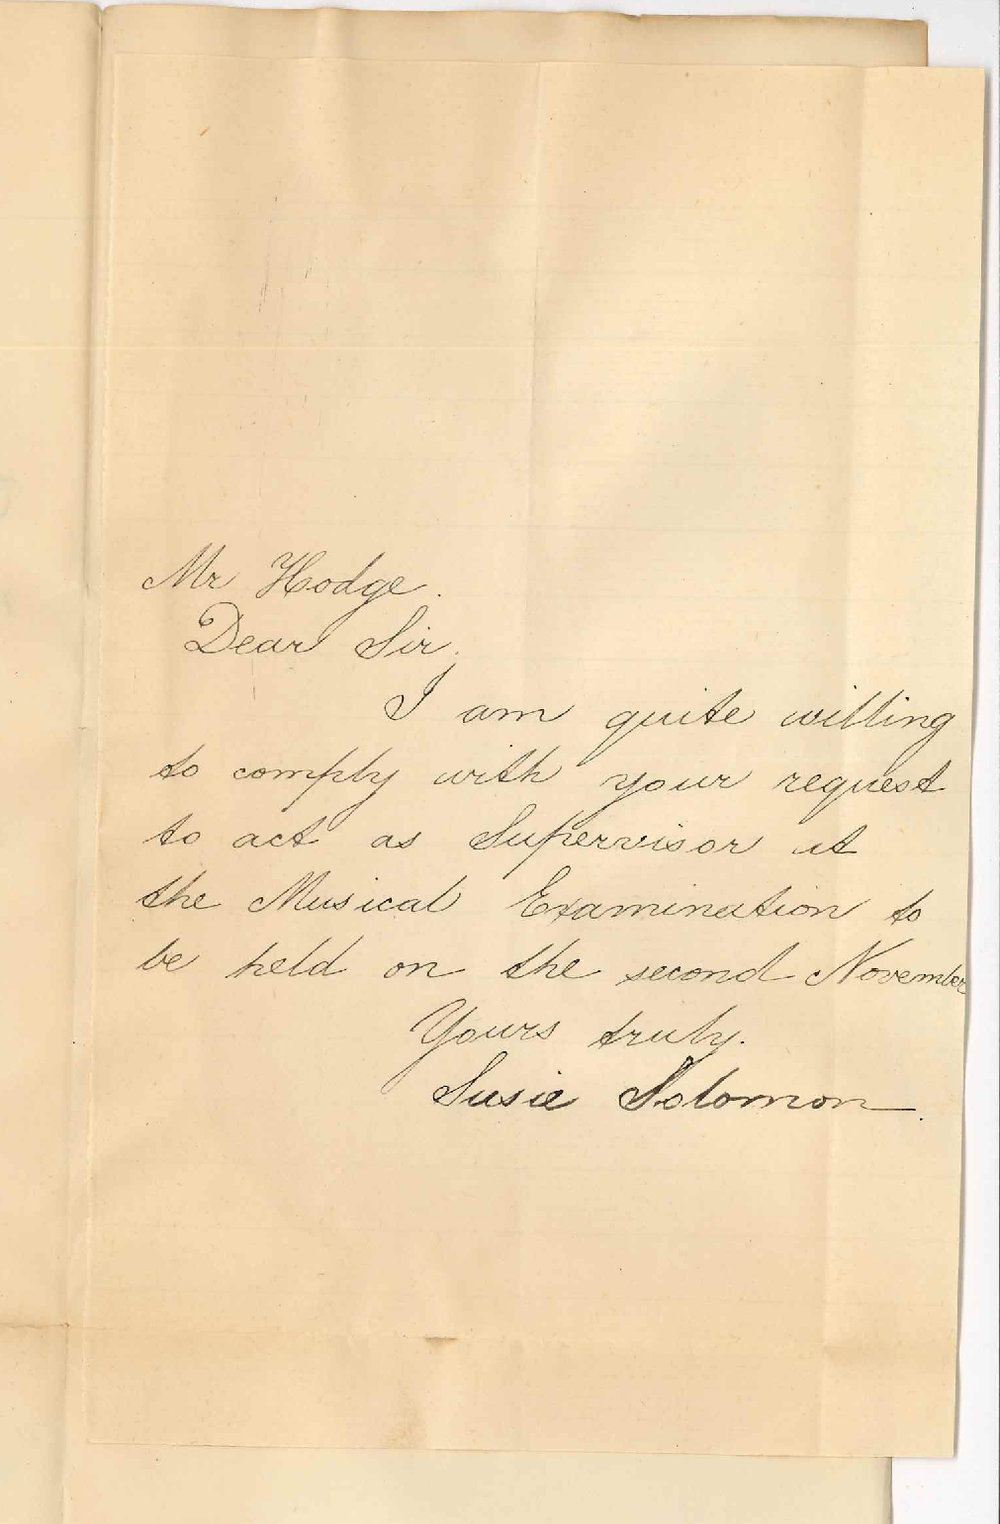 Mr Hodge.
Dear Sir,
I am quite willing
to comply with your request
to act as Supervisor at
the Musical Examination to
be held on the second November
Yours truly.
Susie Solomon.